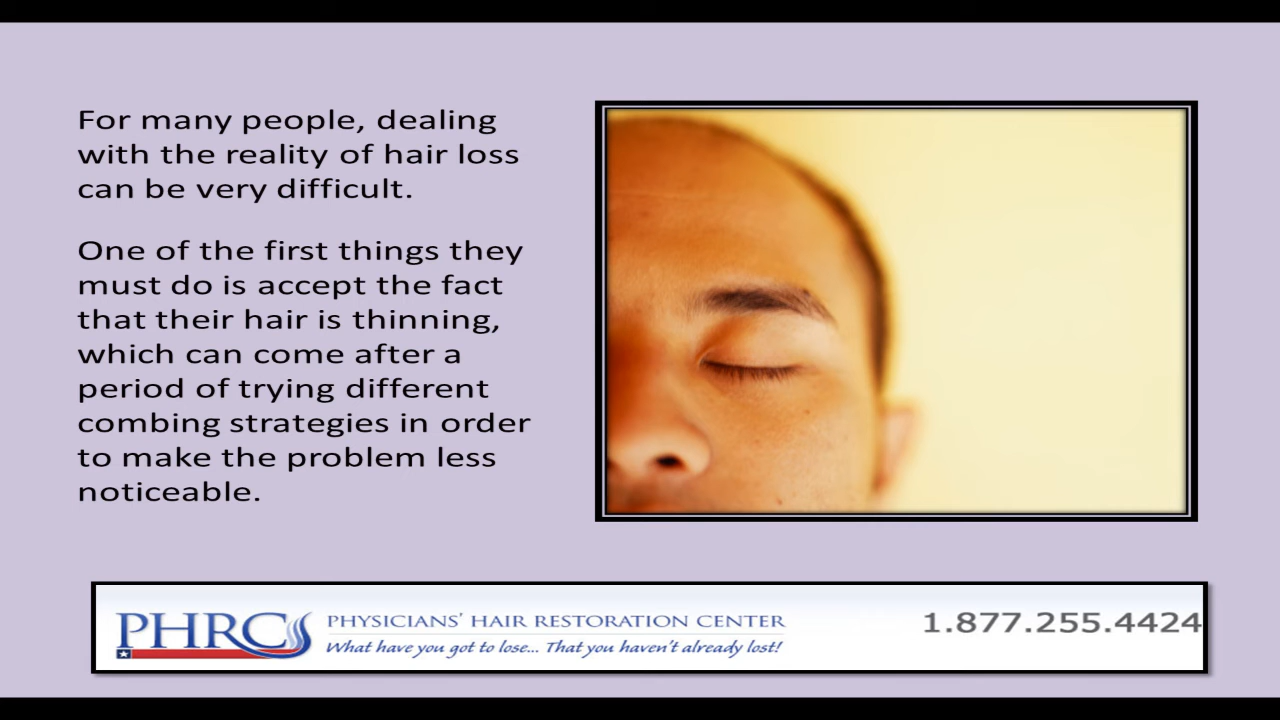 For many people, dealing
with the reality of hair loss
can be very difficult.
One of the first things they
must do is accept the fact
that their hair is thinning,
which can come after a
period of trying different
combing strategies in order
to make the problem less
noticeable.
PHRC
PHYSICIANS' HAIR RESTORATION CENTER
What have you got to lose... That you haven't already lost!
1.877.255.4424